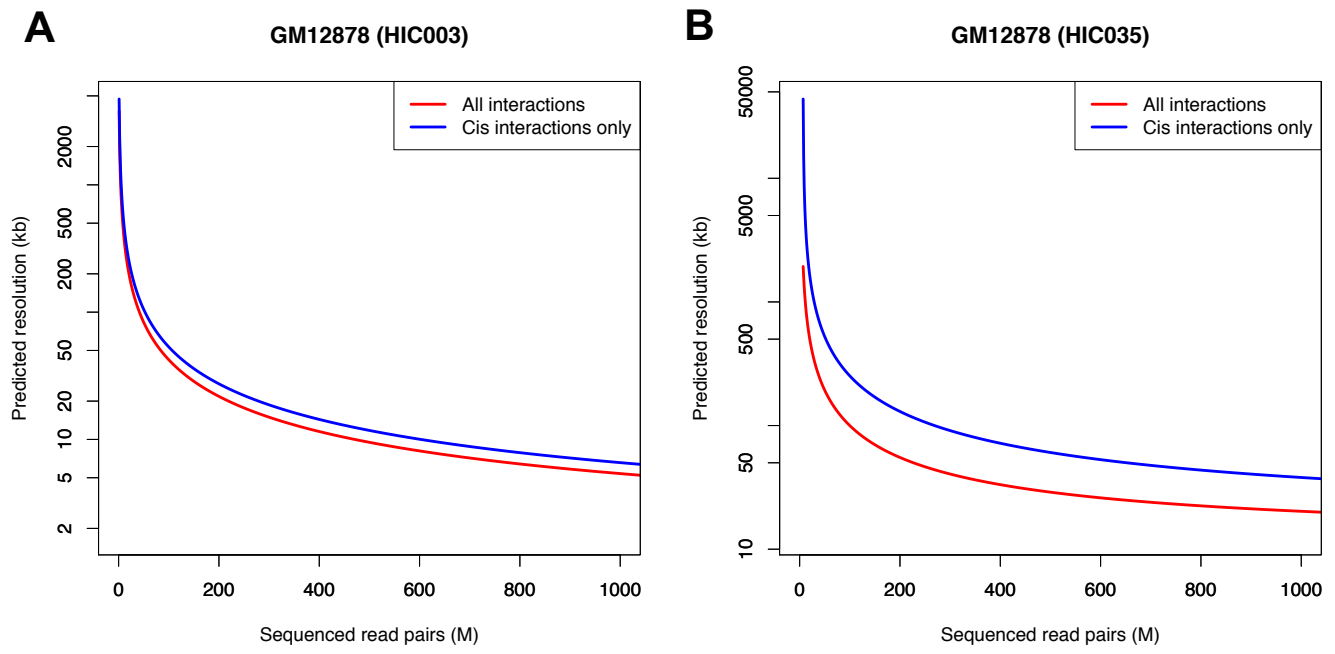 A
GM12878 (HIC003)
All interactions
Cis interactions only
Predicted resolution (kb)
2000
500
200
50
20
10
5
2
0 200 400 600 800 1000
Sequenced read pairs (M)
B
GM12878 (HIC035)
All interactions
Cis interactions only
Predicted resolution (kb)
50000
5000
500
50
10
0 200 400 600 800 1000
Sequenced read pairs (M)